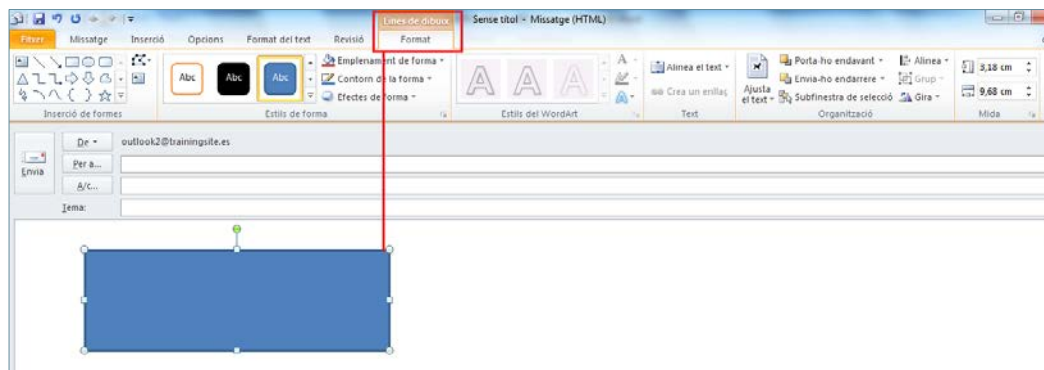 Eines de dibuix
Sense títol - Missatge (HTML)
Fitxer Missatge Inserció Opcions Format del text Revisió Format
Abc Abc Abc
Emplenament de forma
Contorn de la forma
Efectes de forma
A A A
A
A
Alinea el text
Crea un enllaç
Ajusta
el text
Porta-ho endavant
Envia-ho endarrere
Subfinestra de selecció
Alinea
Grup
Gira
3,18 cm
9,68 cm
Inserció de formes Estils de forma Estils del WordArt Text Organització Mida
Envia
De outlook2@trainingsite.es
Per a...
A/c...
Tema: